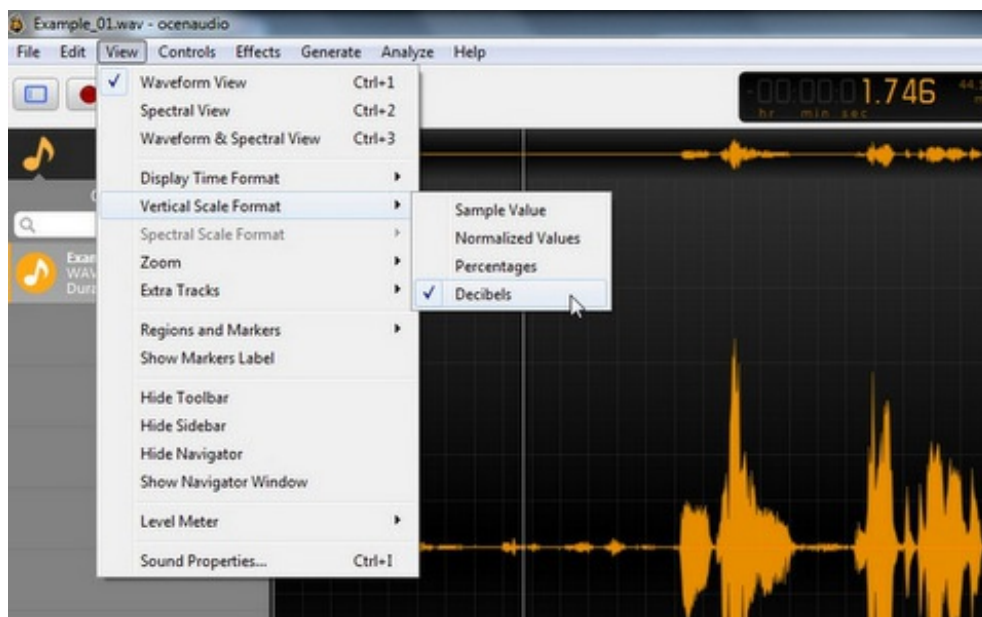 Example_01.wav - ocenaudio
File Edit View Controls Effects Generate Analyze Help
Waveform View Ctrl+1
Spectral View Ctrl+2
Waveform & Spectral View Ctrl+3
Display Time Format
Vertical Scale Format
Spectral Scale Format
Zoom
Extra Tracks
Regions and Markers
Show Markers Label
Hide Toolbar
Hide Sidebar
Hide Navigator
Show Navigator Window
Level Meter
Sound Properties... Ctrl+I
Sample Value
Normalized Values
Percentages
Decibels
-00:00:01.746
hr min sec